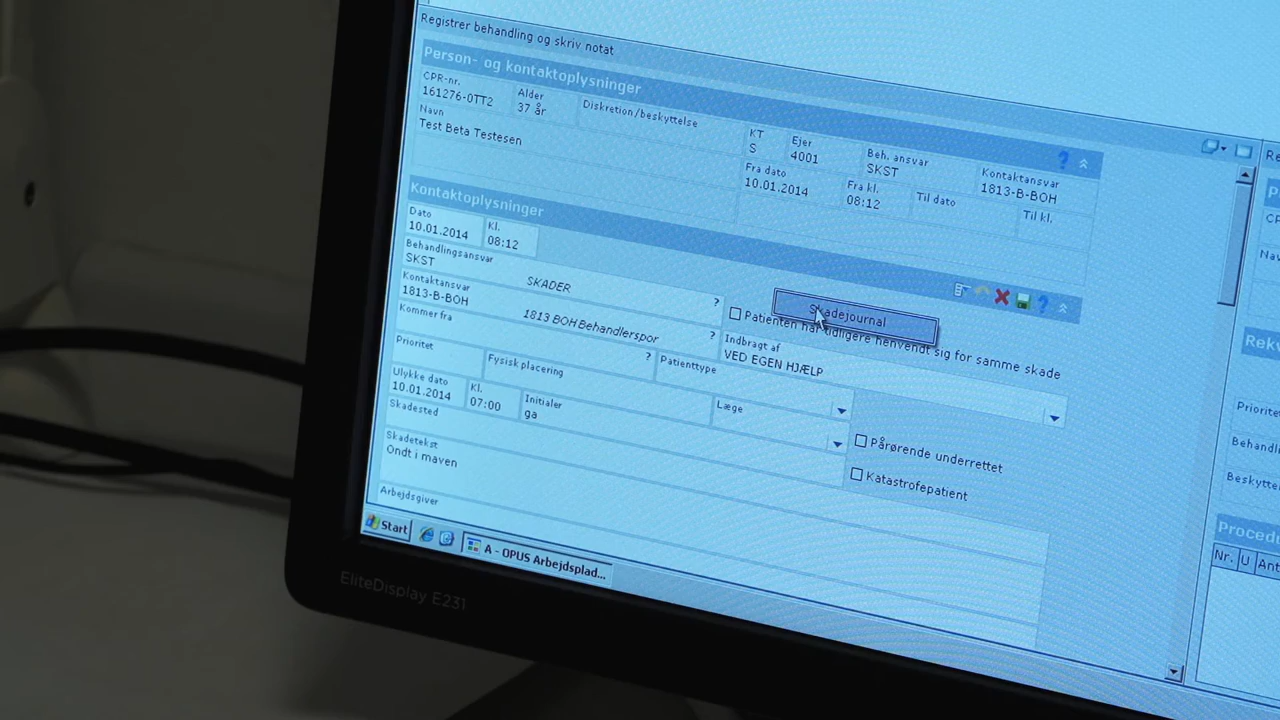 Registrer behandling og skriv notat
Person- og kontaktoplysninger
CPR-nr.
161276-0TT2
Alder
37 år
Diskretion/beskyttelse
KT
S
Ejer
4001
Beh. ansvar
SKST
Kontaktansvar
1813-B-BOH
Navn
Test Beta Testesen
Fra dato
10.01.2014
Fra kl.
08:12
Til dato
Til kl.
Kontaktoplysninger
Dato
10.01.2014
Kl.
08:12
Behandlingsansvar
SKST
SKADER
?
Skadejournal
Kontaktansvar
1813-B-BOH
1813 BOH Behandlerspor
?
Patienten har tidligere henvendt sig for samme skade
Kommer fra
?
Indbragt af
VED EGEN HJÆLP
Prioritet
Fysisk placering
Patienttype
Ulykke dato
10.01.2014
Kl.
07:00
Initialer
ga
Læge
Pårørende underrettet
Skadested
Katastrofepatient
Skadetekst
Ondt i maven
Arbejdsgiver
Start
A - OPUS Arbejdsplad...
EliteDisplay E231
Nr.
U